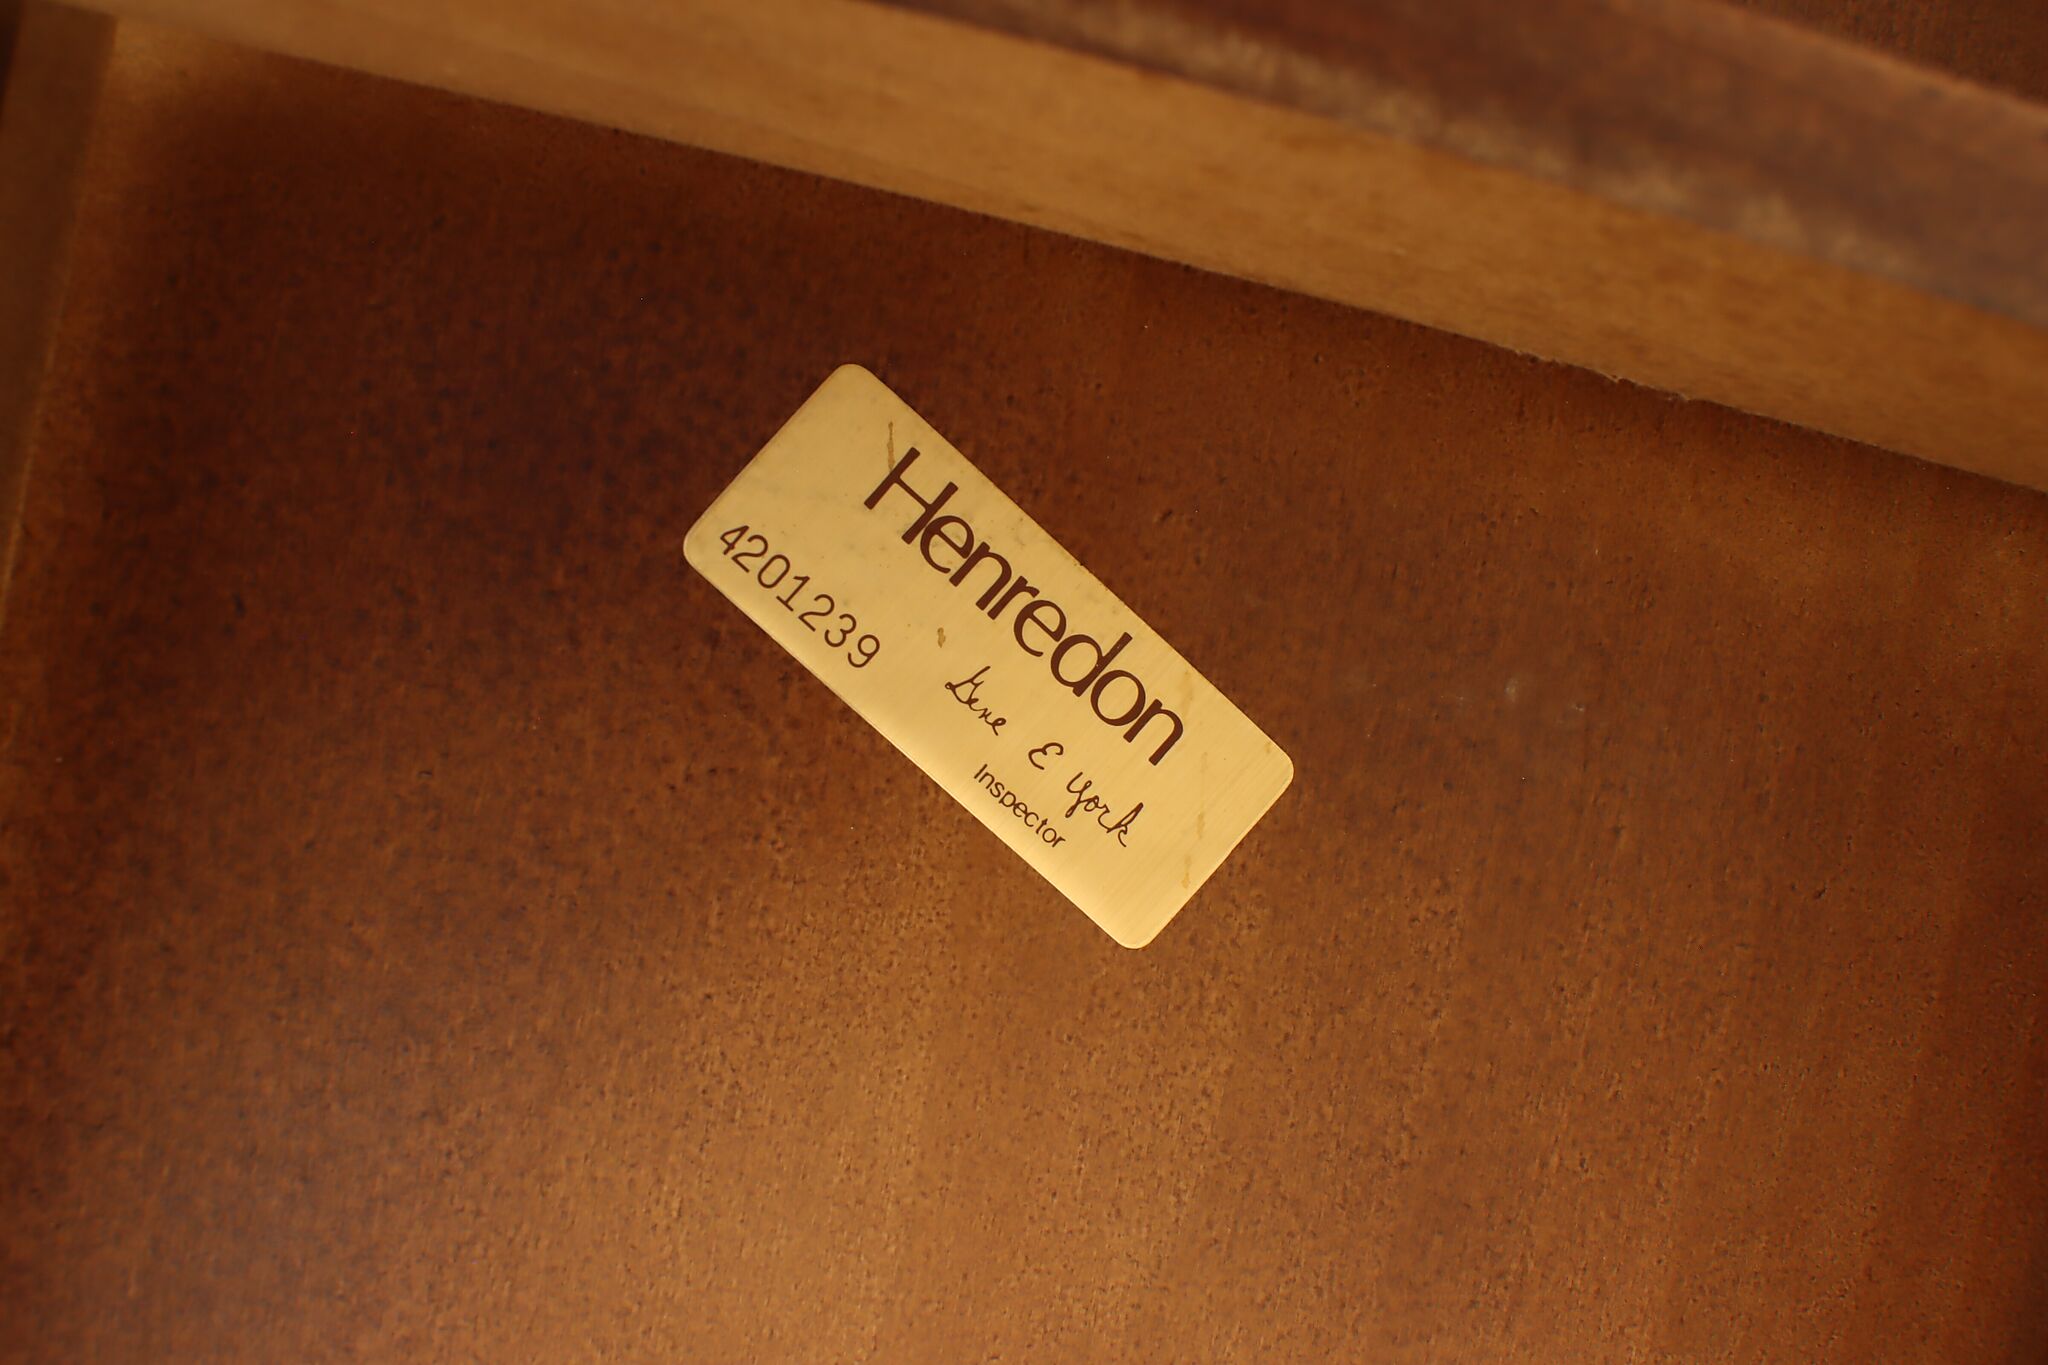 Henredon
4201239
Gene E York
Inspector